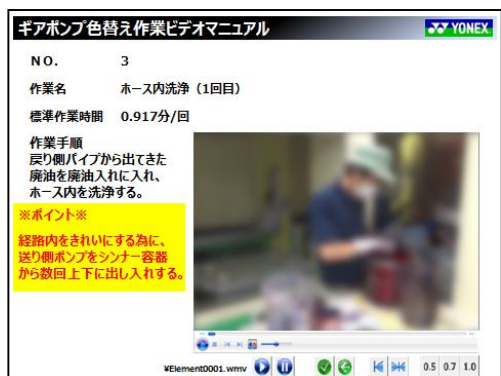 ギアポンプ色替え作業ビデオマニュアル
YONEX
NO. 3
作業名 ホース内洗浄（1回目）
標準作業時間 0.917分/回
作業手順
戻り側パイプから出てきた
廃油を廃油入れに入れ、
ホース内を洗浄する。
※ポイント※
経路内をきれいにする為に、
送り側ポンプをシンナー容器
から数回上下に出し入れする。
¥Element0001.wmv
0.5 0.7 1.0